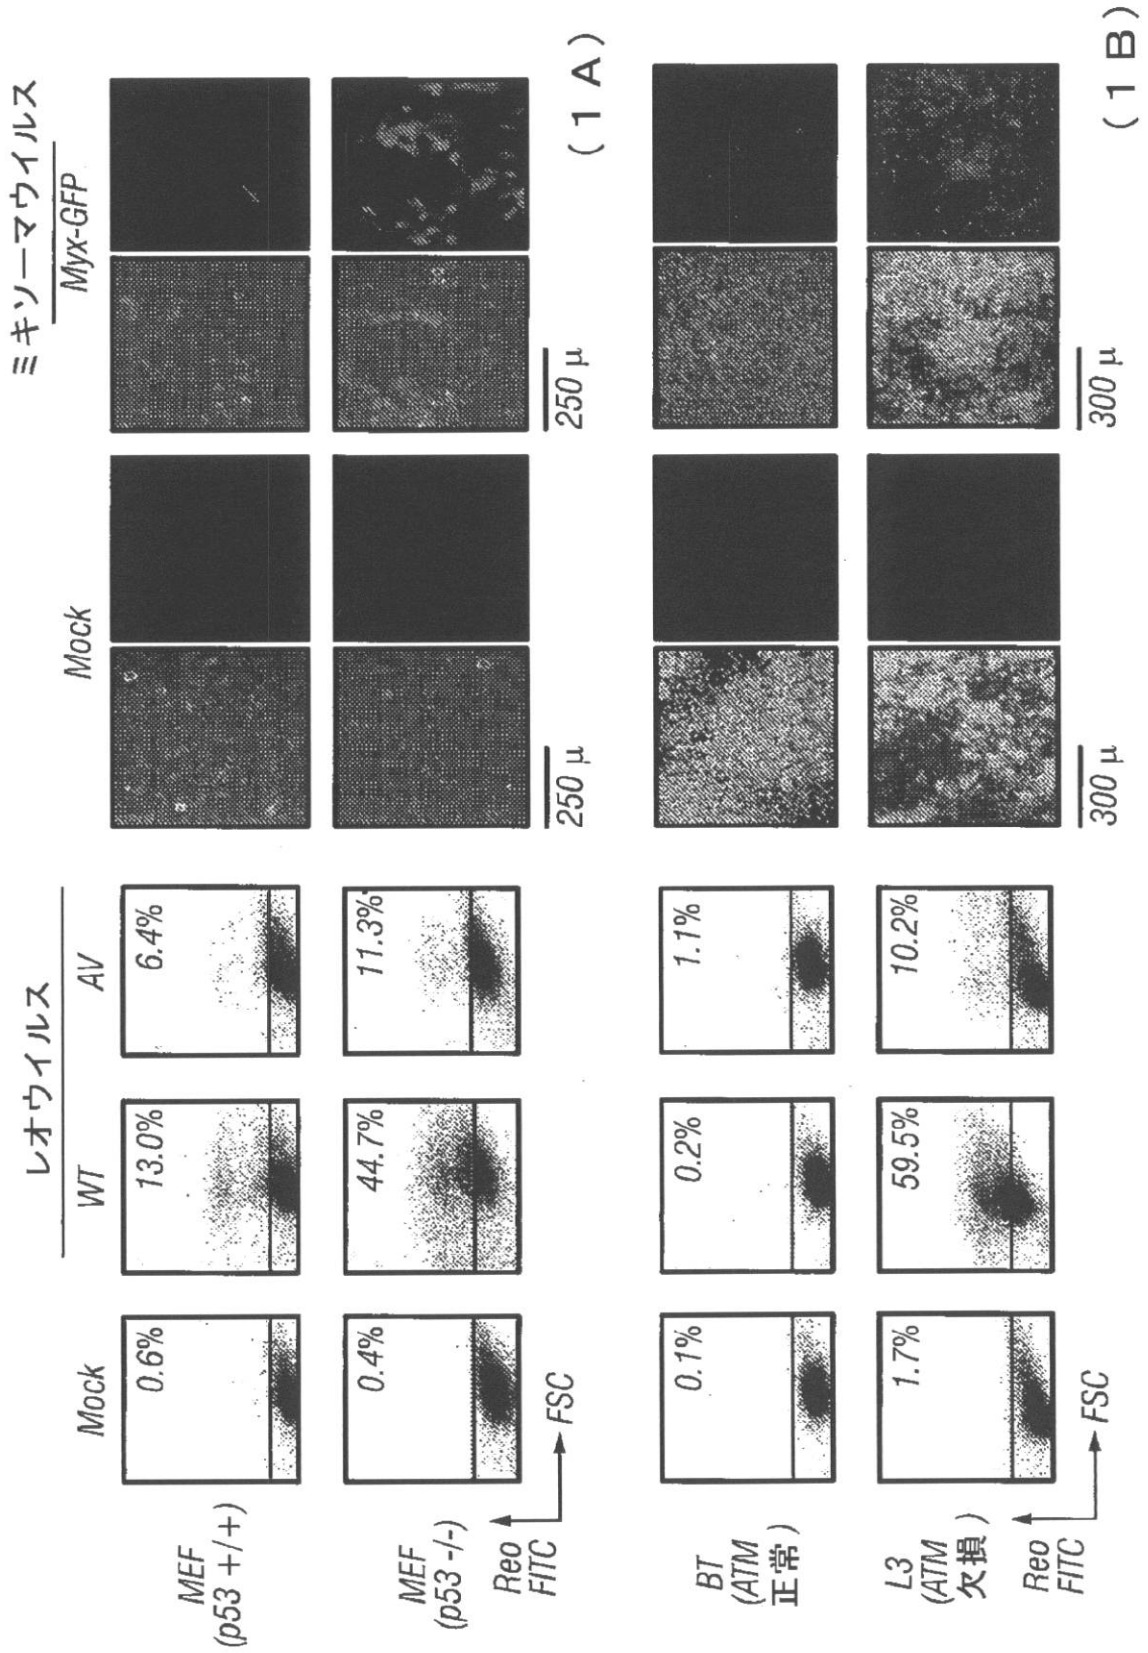 レオウイルス
ミキソーマウイルス
Mock
WT
AV
Mock
Myx-GFP
MEF
(p53 +/+)
0.6%
13.0%
6.4%
MEF
(p53 -/-)
0.4%
44.7%
11.3%
Reo
FITC
FSC
250 μ
250 μ
(1A)
BT
(ATM
正常)
0.1%
0.2%
1.1%
L3
(ATM
欠損)
1.7%
59.5%
10.2%
Reo
FITC
FSC
300 μ
300 μ
(1B)